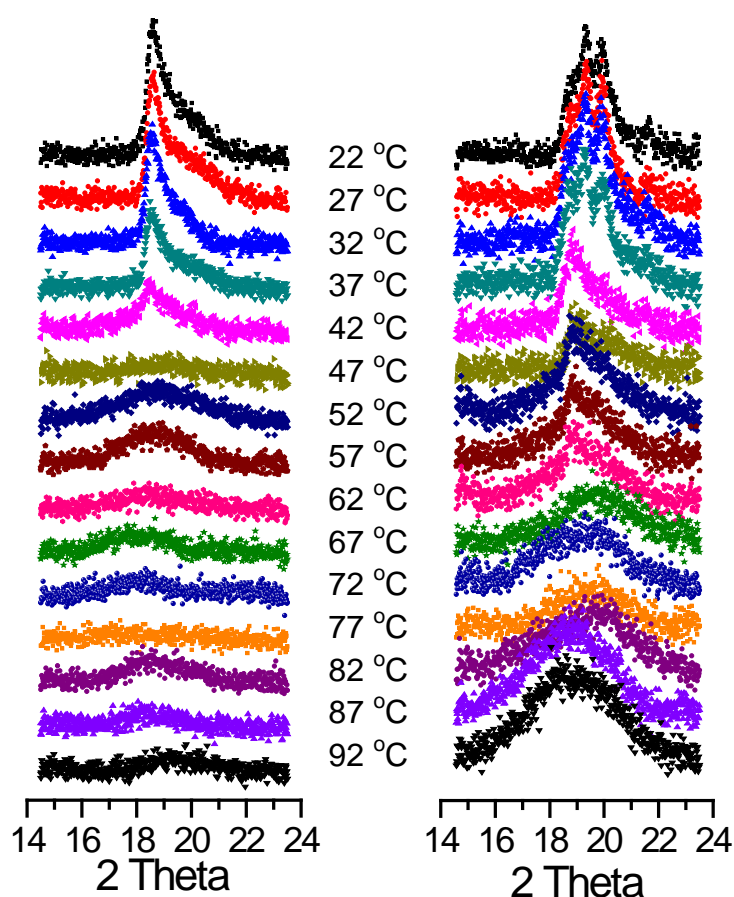 22 °C
27 °C
32 °C
37 °C
42 °C
47 °C
52 °C
57 °C
62 °C
67 °C
72 °C
77 °C
82 °C
87 °C
92 °C
14 16 18 20 22 24 14 16 18 20 22 24
2 Theta 2 Theta